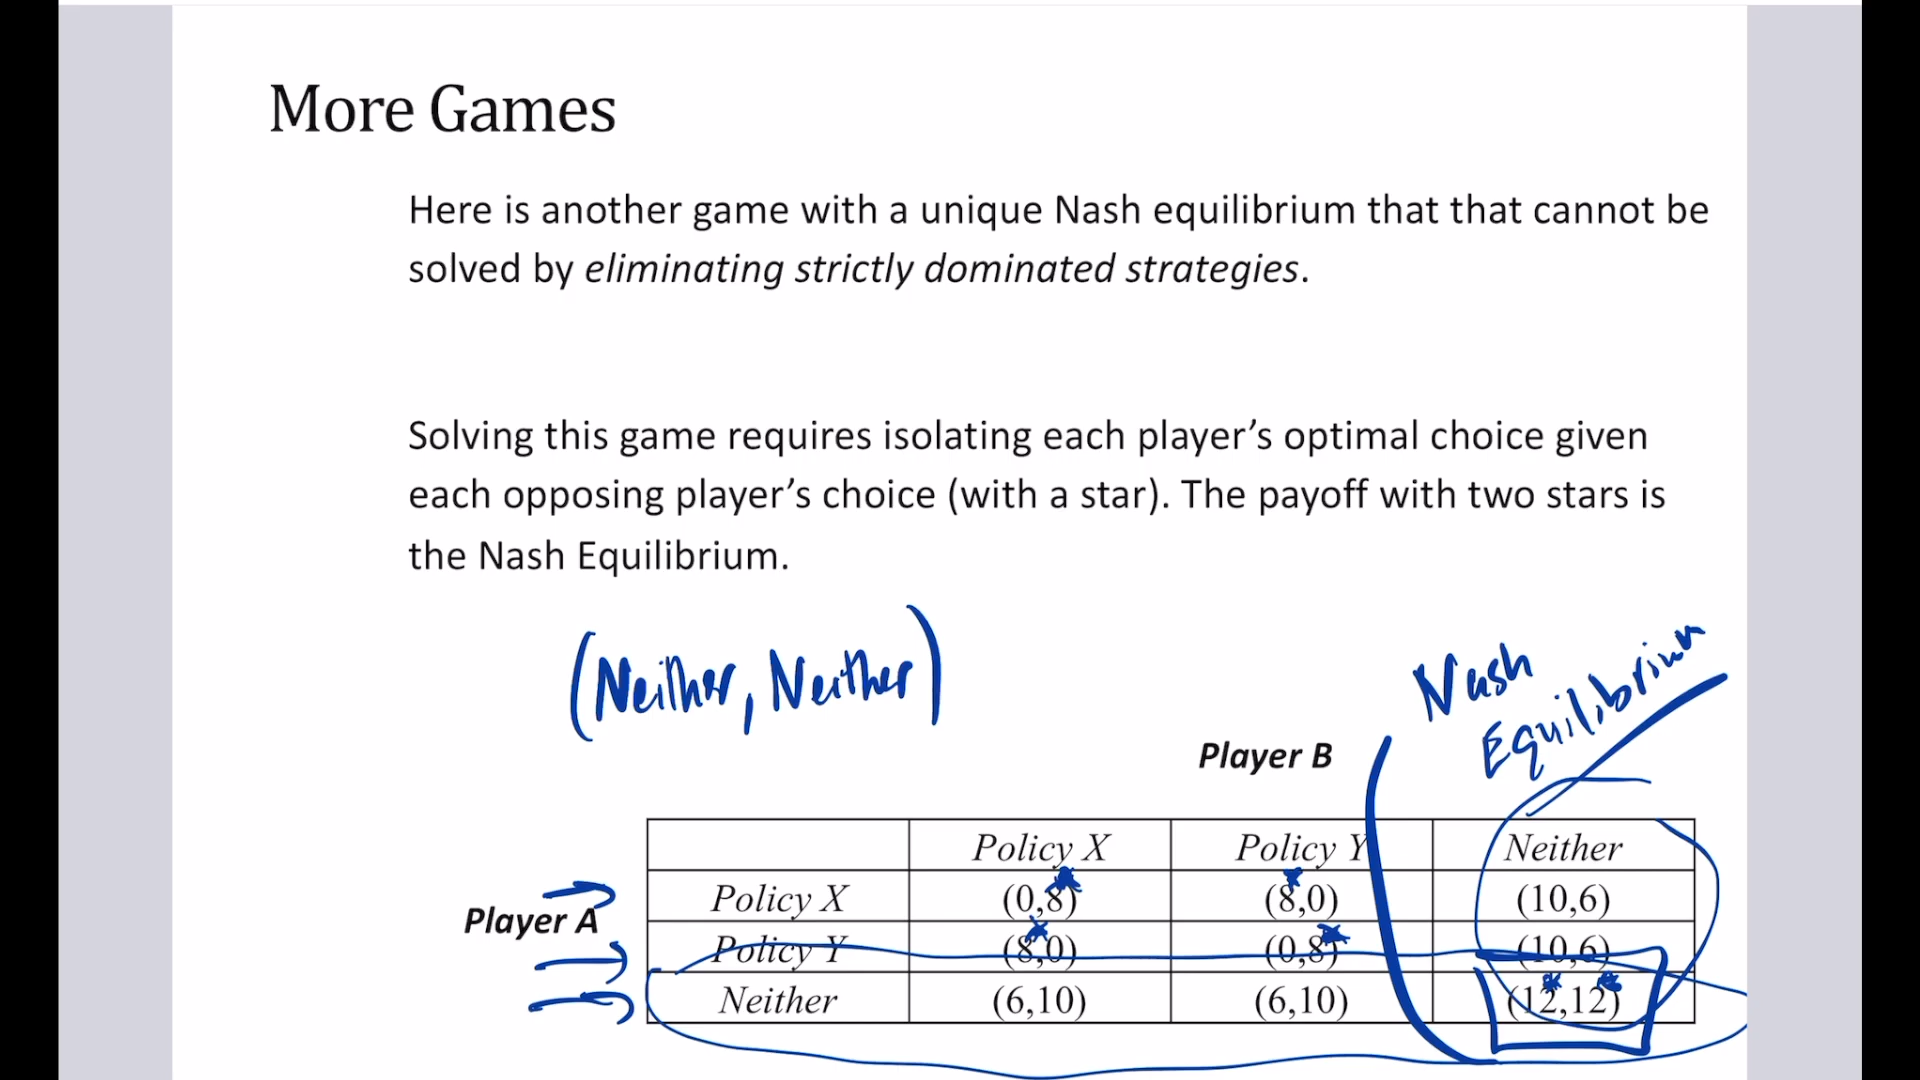 More Games
Here is another game with a unique Nash equilibrium that that cannot be
solved by eliminating strictly dominated strategies.
Solving this game requires isolating each player’s optimal choice given
each opposing player’s choice (with a star). The payoff with two stars is
the Nash Equilibrium.
(Neither, Neither)
Nash
Equilibrium
Player B
Policy X Policy Y Neither
Player A
Policy X (0,8) (8,0) (10,6)
Policy Y (8,0) (0,8) (10,6)
Neither (6,10) (6,10) (12,12)